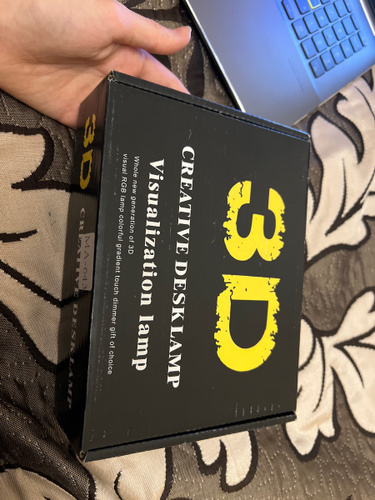 3D
CREATIVE DESKLAMP
Visualization lamp
Whole new generation of 3D
visual RGB lamp colorful gradient touch dimmer gift of choice
3D
CREATIVE DESKLAMP